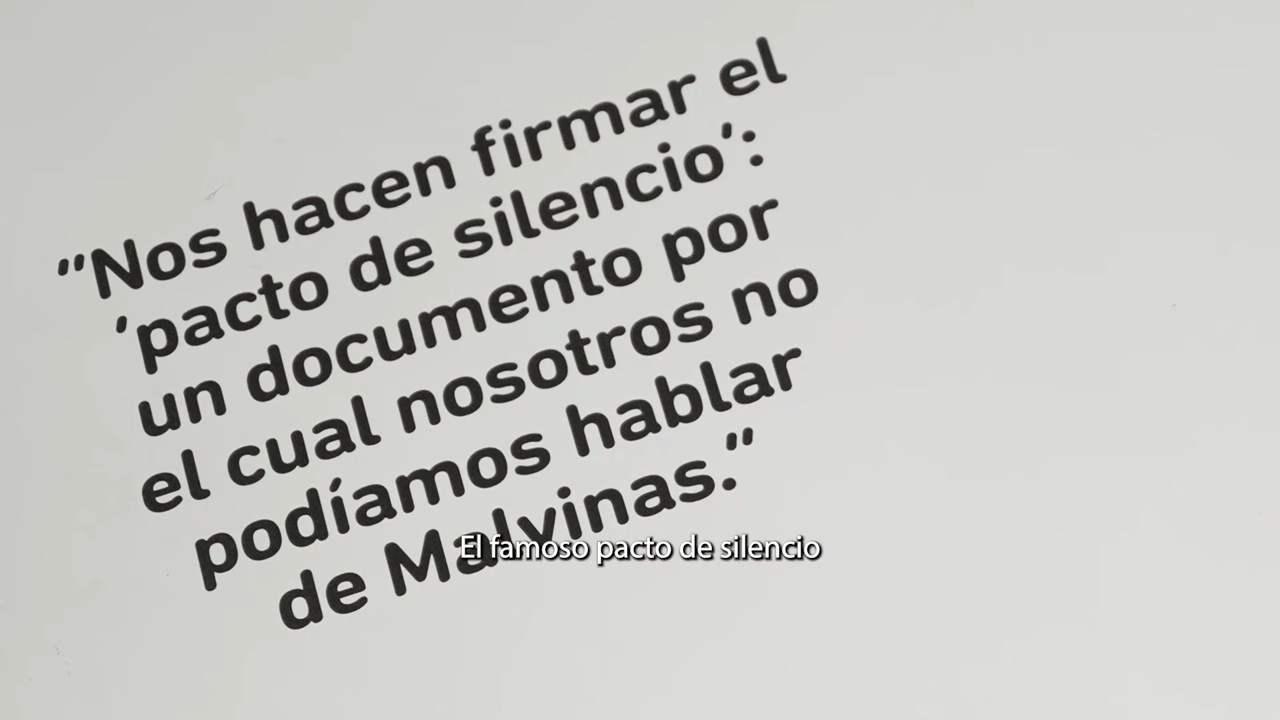 “Nos hacen firmar el
‘pacto de silencio’:
un documento por
el cual nosotros no
podíamos hablar
de Malvinas.”
El famoso pacto de silencio